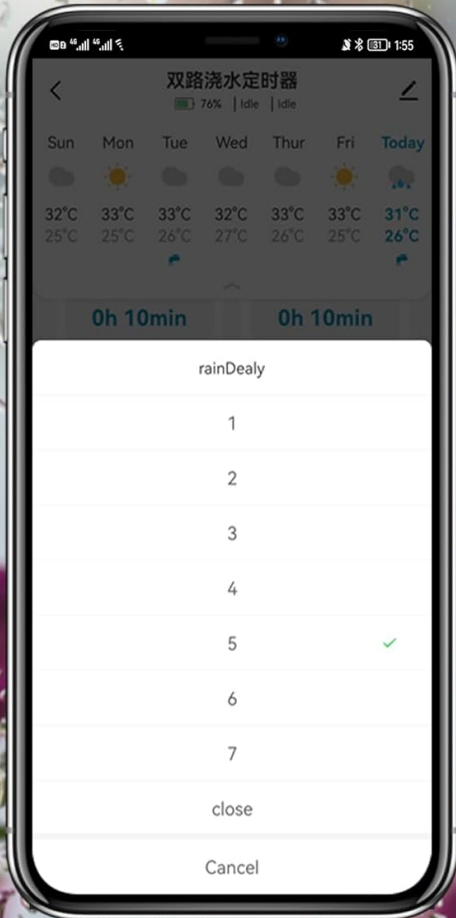 1:55
双路浇水定时器
76% | Idle | Idle
Sun Mon Tue Wed Thur Fri Today
32°C 33°C 33°C 32°C 33°C 33°C 31°C
25°C 25°C 26°C 27°C 26°C 25°C 26°C
0h 10min 0h 10min
rainDealy
1
2
3
4
5
6
7
close
Cancel